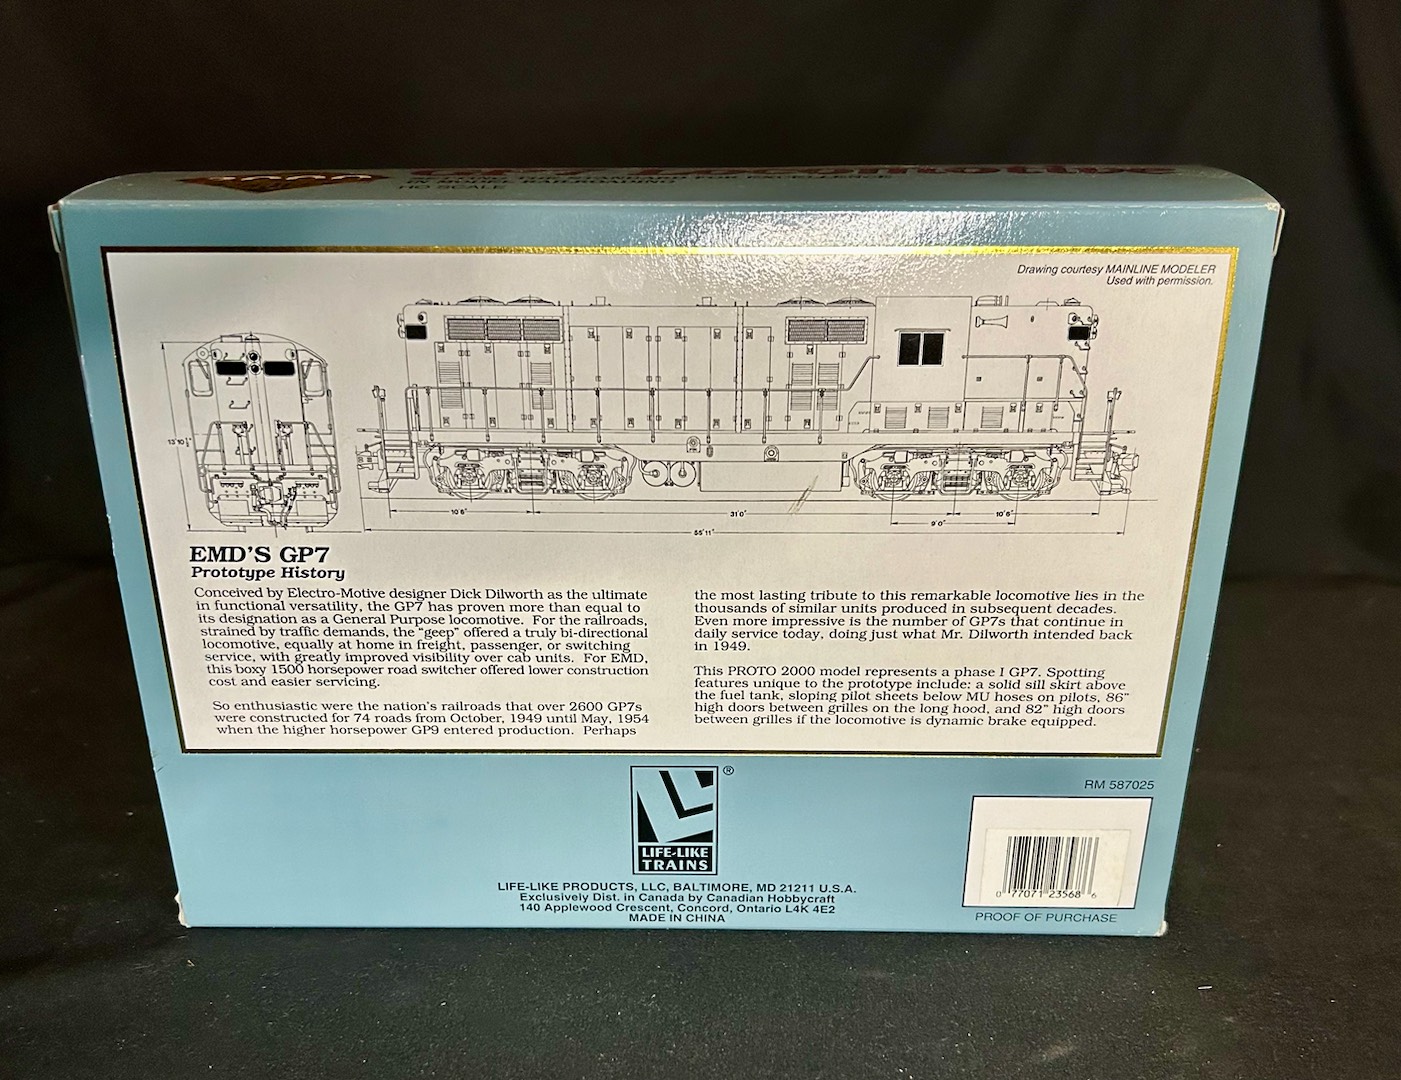 GP7 Locomotive
HO SCALE
Drawing courtesy MAINLINE MODELER
Used with permission.
13' 10½"
10'6"
31'0"
9'0"
10'6"
55'11"
EMD'S GP7
Prototype History
Conceived by Electro-Motive designer Dick Dilworth as the ultimate
in functional versatility, the GP7 has proven more than equal to
its designation as a General Purpose locomotive. For the railroads,
strained by traffic demands, the "geep" offered a truly bi-directional
locomotive, equally at home in freight, passenger, or switching
service, with greatly improved visibility over cab units. For EMD,
this boxy 1500 horsepower road switcher offered lower construction
cost and easier servicing.
So enthusiastic were the nation's railroads that over 2600 GP7s
were constructed for 74 roads from October, 1949 until May, 1954
when the higher horsepower GP9 entered production. Perhaps
the most lasting tribute to this remarkable locomotive lies in the
thousands of similar units produced in subsequent decades.
Even more impressive is the number of GP7s that continue in
daily service today, doing just what Mr. Dilworth intended back
in 1949.
This PROTO 2000 model represents a phase I GP7. Spotting
features unique to the prototype include: a solid sill skirt above
the fuel tank, sloping pilot sheets below MU hoses on pilots, 86"
high doors between grilles on the long hood, and 82" high doors
between grilles if the locomotive is dynamic brake equipped.
®
LIFE-LIKE
TRAINS
LIFE-LIKE PRODUCTS, LLC, BALTIMORE, MD 21211 U.S.A.
Exclusively Dist. in Canada by Canadian Hobbycraft
140 Applewood Crescent, Concord, Ontario L4K 4E2
MADE IN CHINA
RM 587025
0 77071 23568 6
PROOF OF PURCHASE